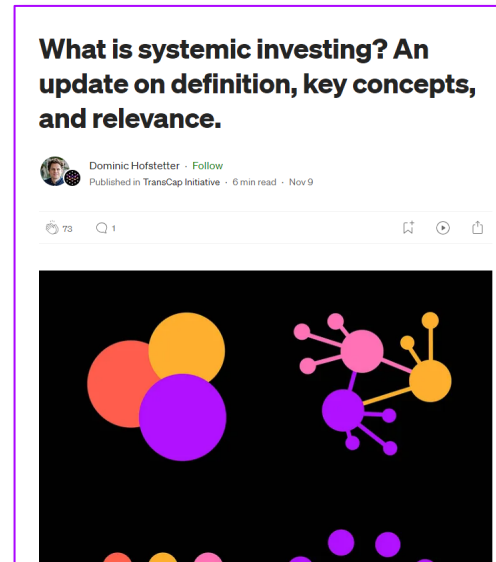 What is systemic investing? An
update on definition, key concepts,
and relevance.
Dominic Hofstetter · Follow
Published in TransCap Initiative · 6 min read · Nov 9
73
1